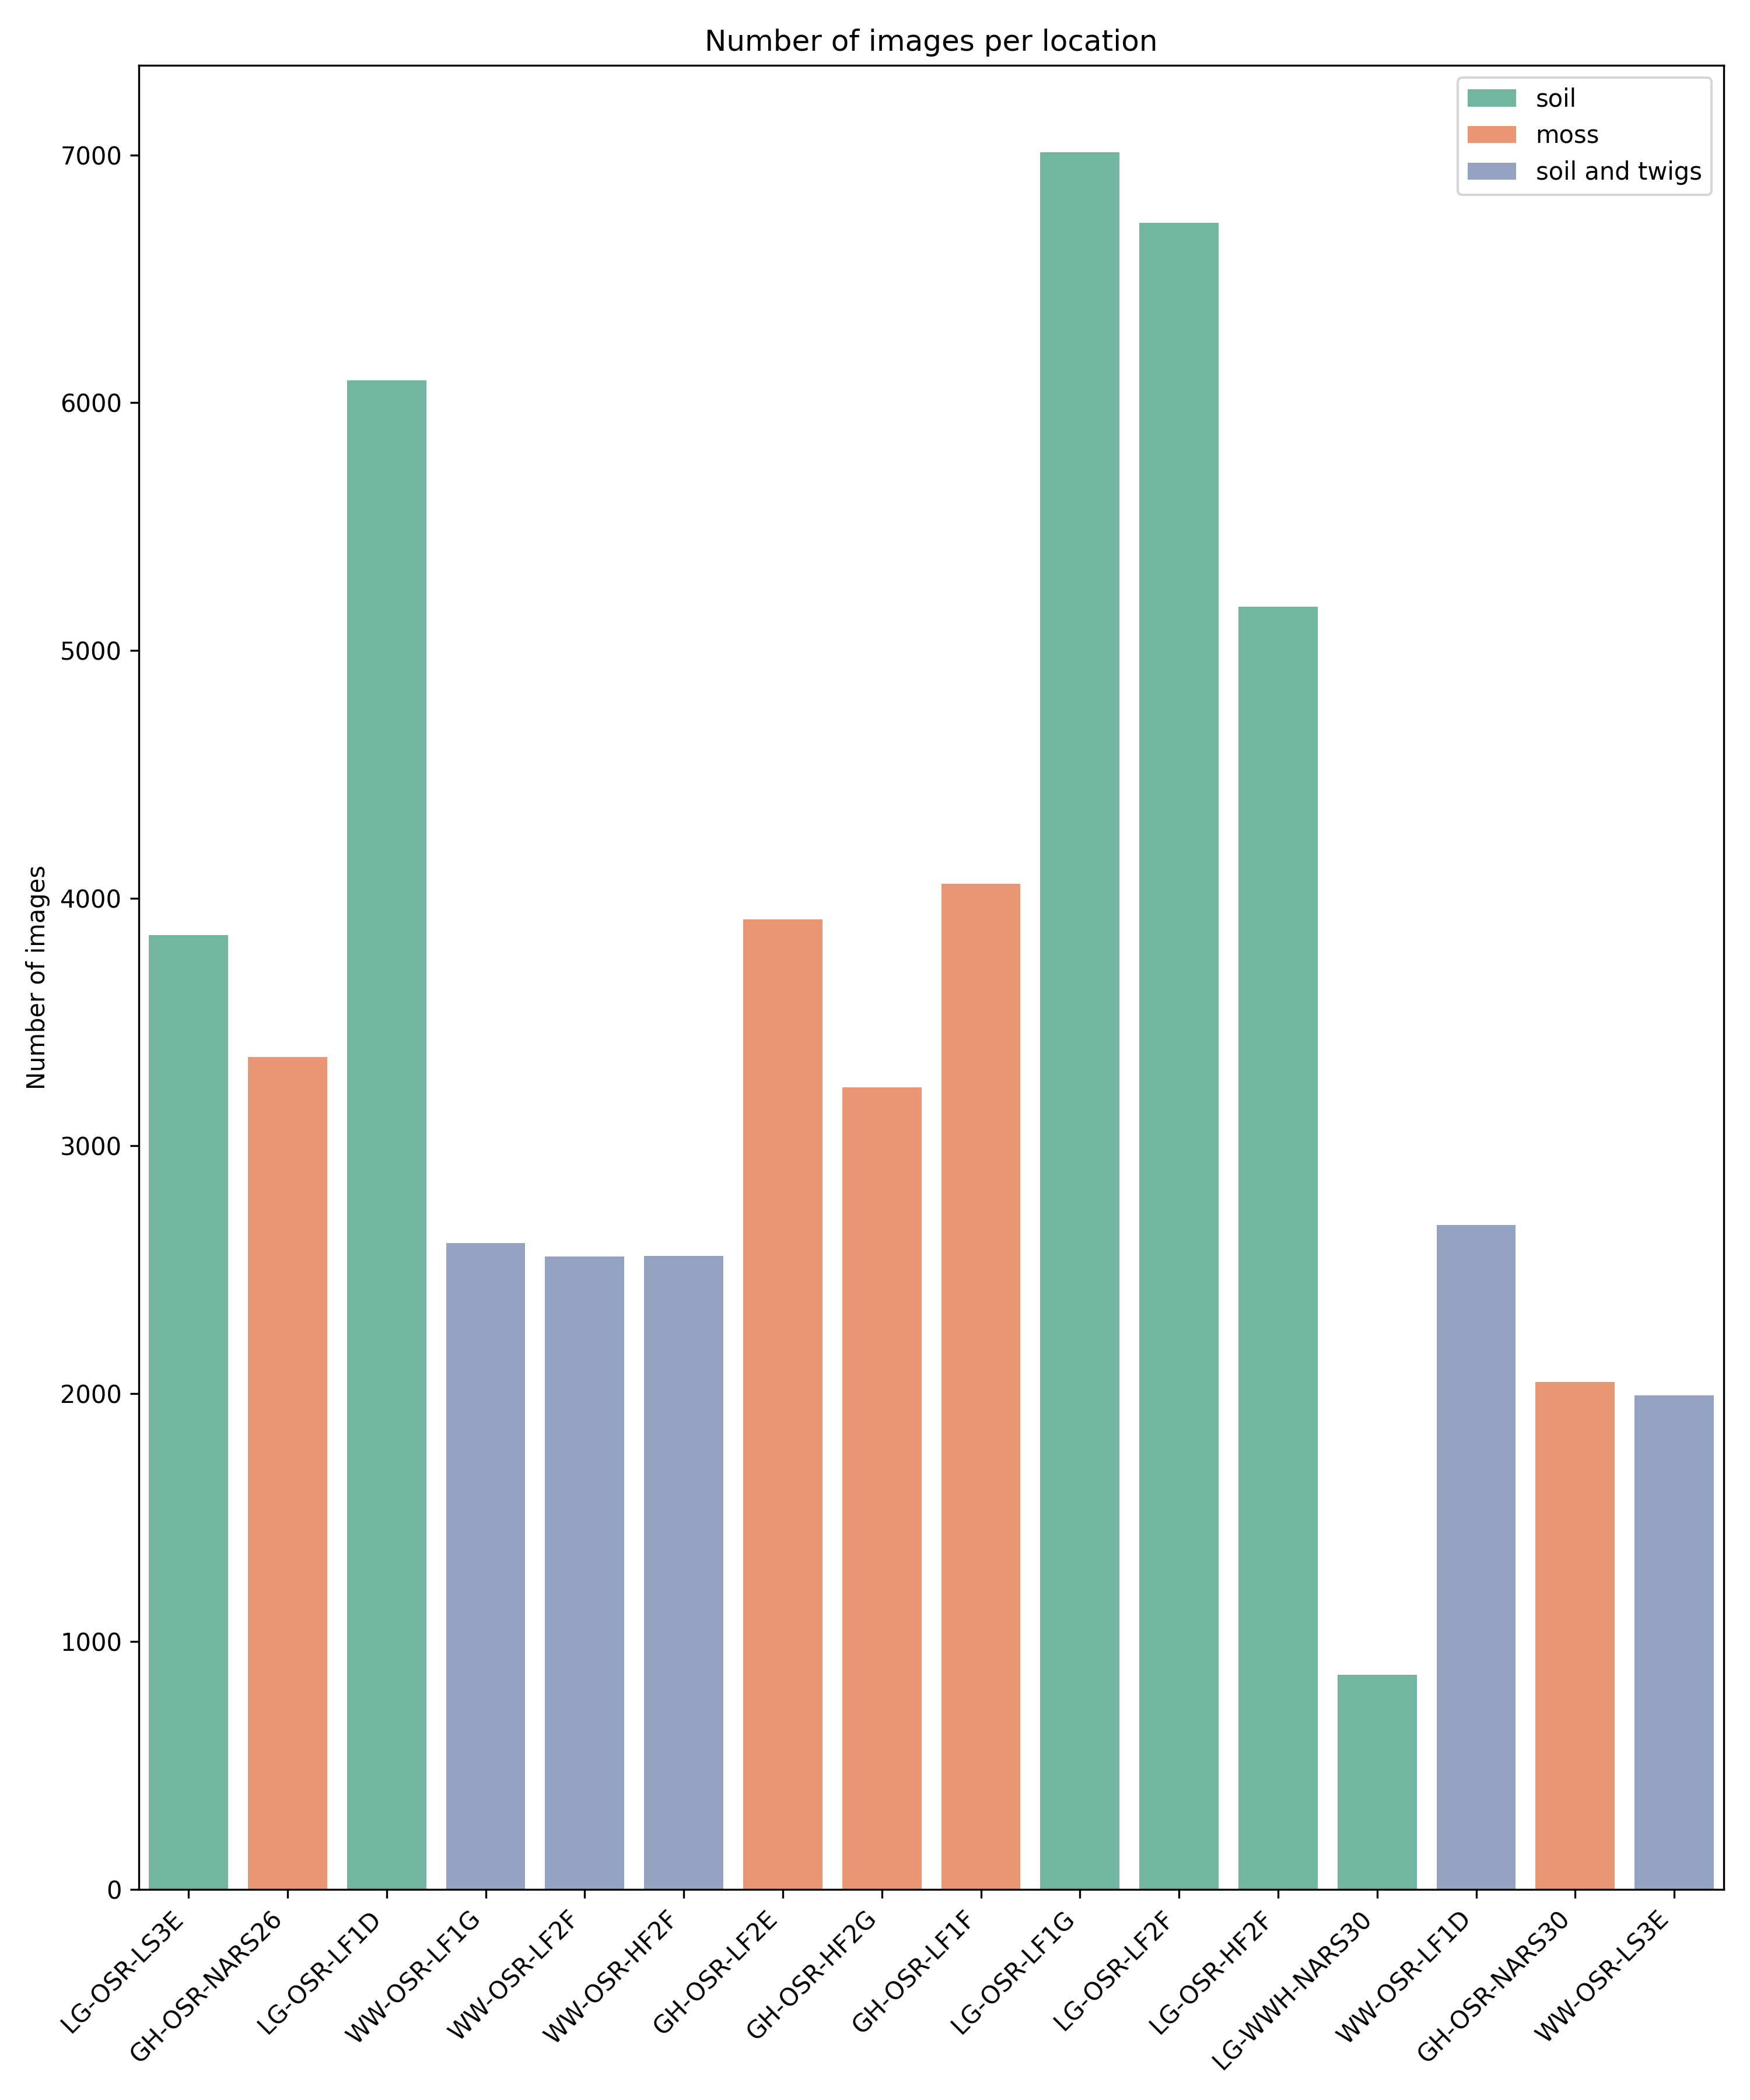 Number of images per location
soil
moss
soil and twigs
Number of images
7000
6000
5000
4000
3000
2000
1000
0
LG-OSR-LS3E
GH-OSR-NARS26
LG-OSR-LF1D
WW-OSR-LF1G
WW-OSR-LF2F
WW-OSR-HF2F
GH-OSR-LF2E
GH-OSR-HF2G
GH-OSR-LF1F
LG-OSR-LF1G
LG-OSR-LF2F
LG-OSR-HF2F
LG-WWH-NARS30
WW-OSR-LF1D
GH-OSR-NARS30
WW-OSR-LS3E